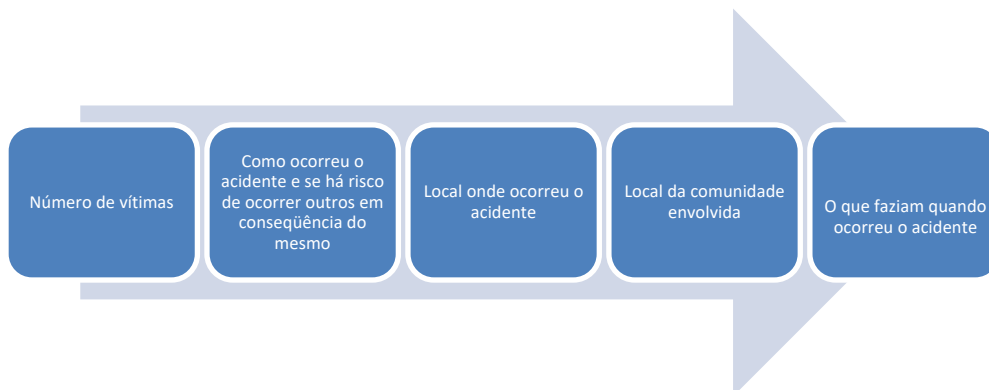 Número de vítimas
Como ocorreu o
acidente e se há risco
de ocorrer outros em
conseqüência do
mesmo
Local onde ocorreu o
acidente
Local da comunidade
envolvida
O que faziam quando
ocorreu o acidente